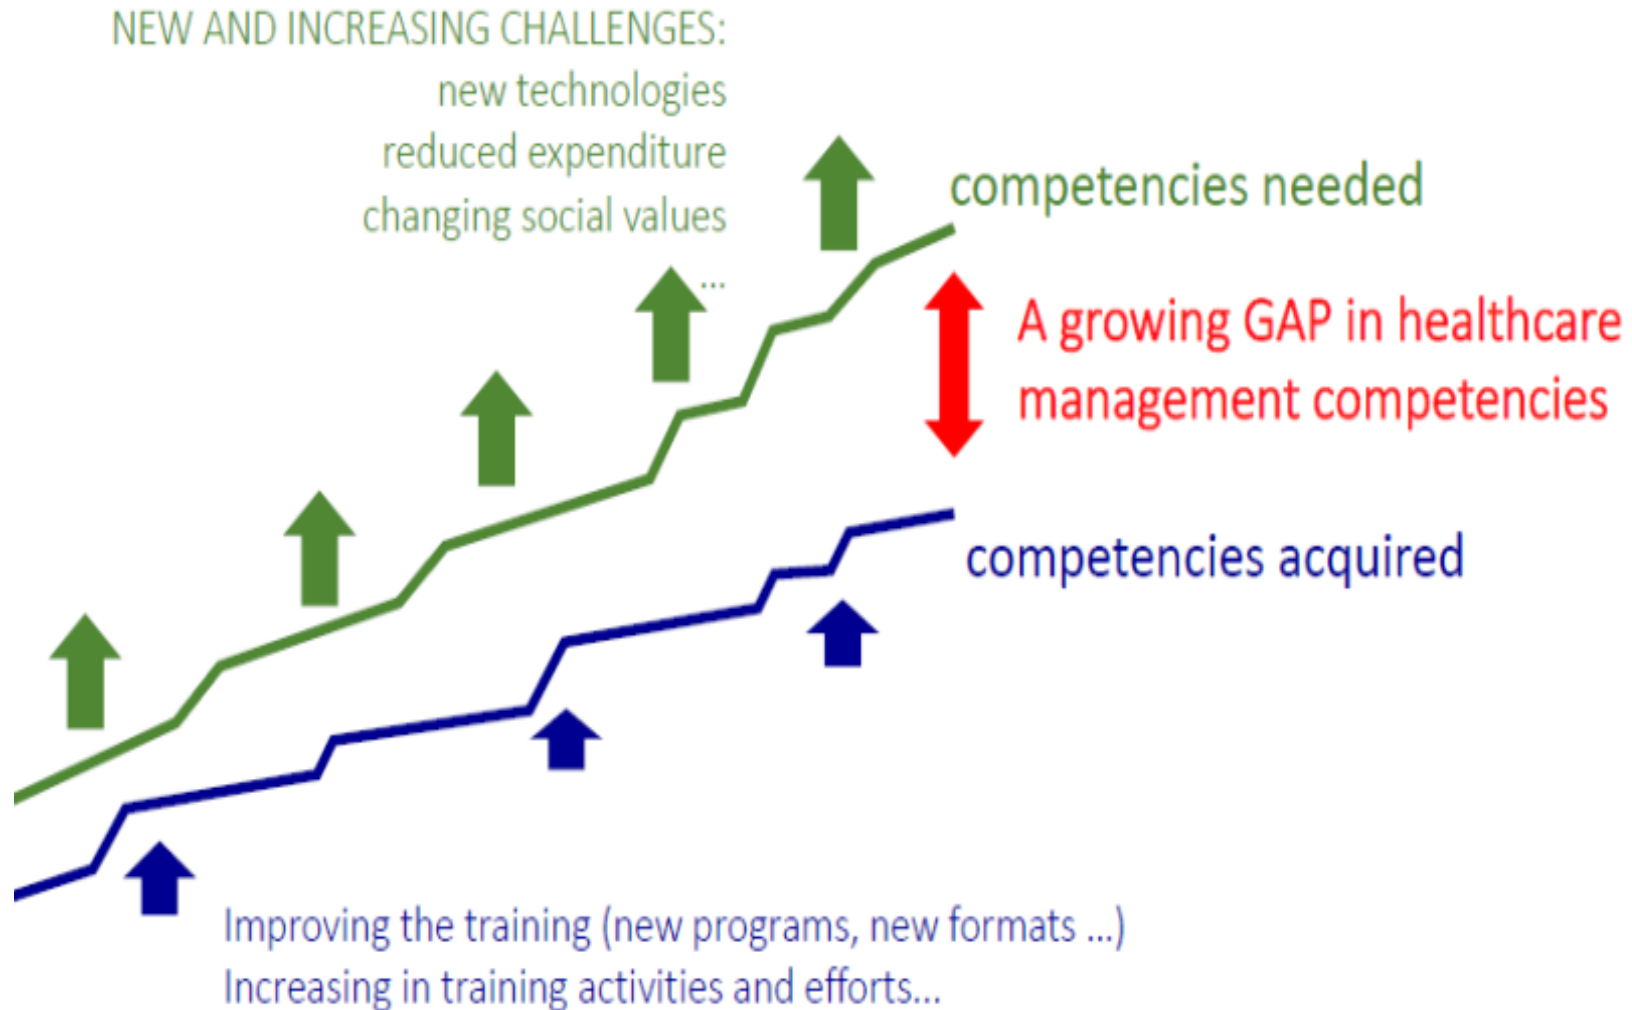 NEW AND INCREASING CHALLENGES:
new technologies
reduced expenditure
changing social values
...
competencies needed
A growing GAP in healthcare
management competencies
competencies acquired
Improving the training (new programs, new formats ...)
Increasing in training activities and efforts...